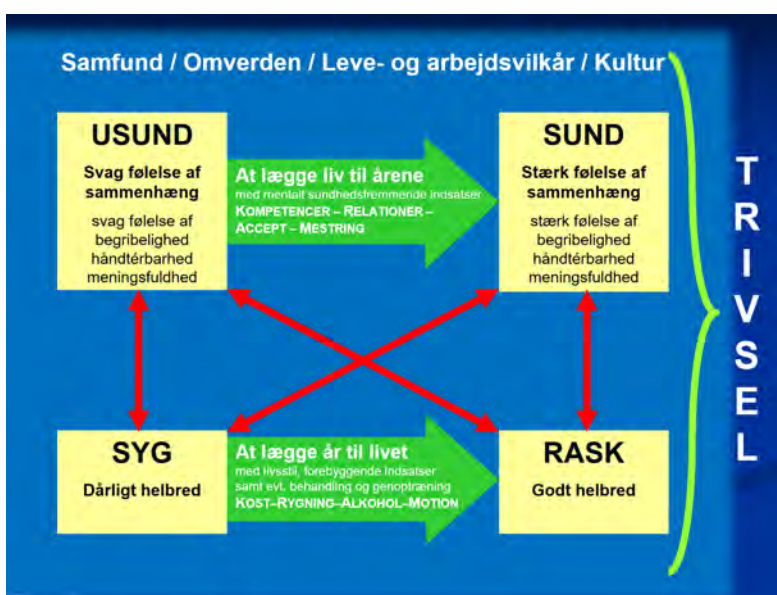 Samfund / Omverden / Leve- og arbejdsvilkår / Kultur
USUND
Svag følelse af
sammenhæng
svag følelse af
begribelighed
håndtérbarhed
meningsfuldhed
At lægge liv til årene
med mentalt sundhedsfremmende indsatser
KOMPETENCER – RELATIONER –
ACCEPT – MESTRING
SUND
Stærk følelse af
sammenhæng
stærk følelse af
begribelighed
håndtérbarhed
meningsfuldhed
SYG
Dårligt helbred
At lægge år til livet
med livsstil, forebyggende indsatser
samt evt. behandling og genoptræning
KOST–RYGNING–ALKOHOL–MOTION
RASK
Godt helbred
TRIVSEL